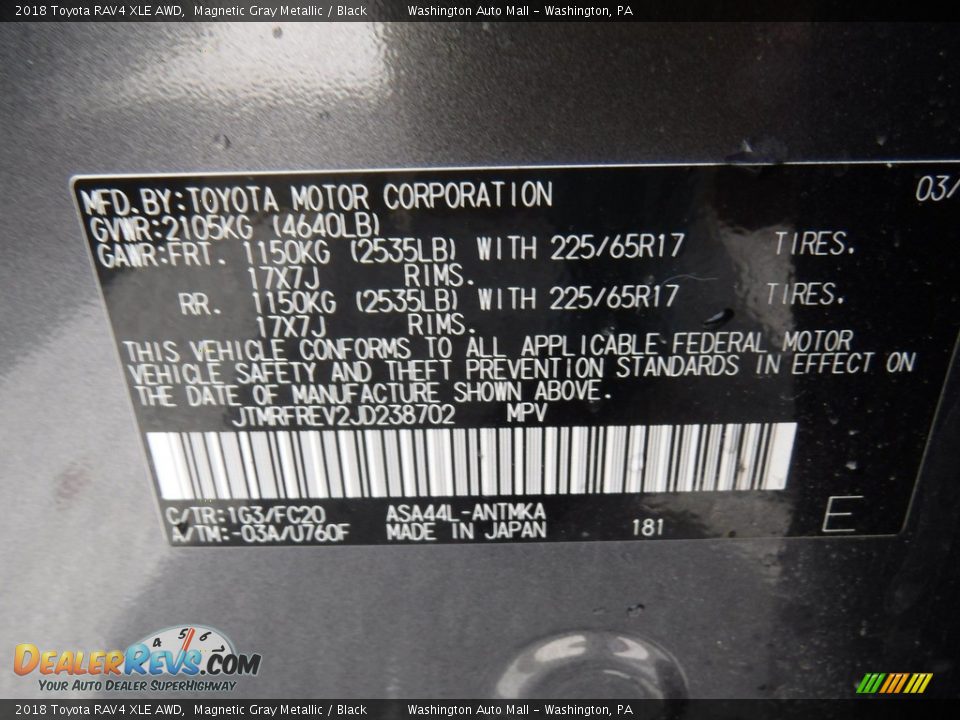 2018 Toyota RAV4 XLE AWD, Magnetic Gray Metallic / Black Washington Auto Mall - Washington, PA
MFD.BY:TOYOTA MOTOR CORPORATION 03/
GVWR:2105KG (4640LB)
GAWR:FRT. 1150KG (2535LB) WITH 225/65R17 TIRES.
17X7J RIMS.
RR. 1150KG (2535LB) WITH 225/65R17 TIRES.
17X7J RIMS.
THIS VEHICLE CONFORMS TO ALL APPLICABLE FEDERAL MOTOR
VEHICLE SAFETY AND THEFT PREVENTION STANDARDS IN EFFECT ON
THE DATE OF MANUFACTURE SHOWN ABOVE.
JTMRFREV2JD238702 MPV
C/TR:1G3/FC20 ASA44L-ANTMKA
A/TM:-03A/U760F MADE IN JAPAN 181 E
4 5 6
DEALERREVS.COM
YOUR AUTO DEALER SUPERHIGHWAY
2018 Toyota RAV4 XLE AWD, Magnetic Gray Metallic / Black Washington Auto Mall - Washington, PA